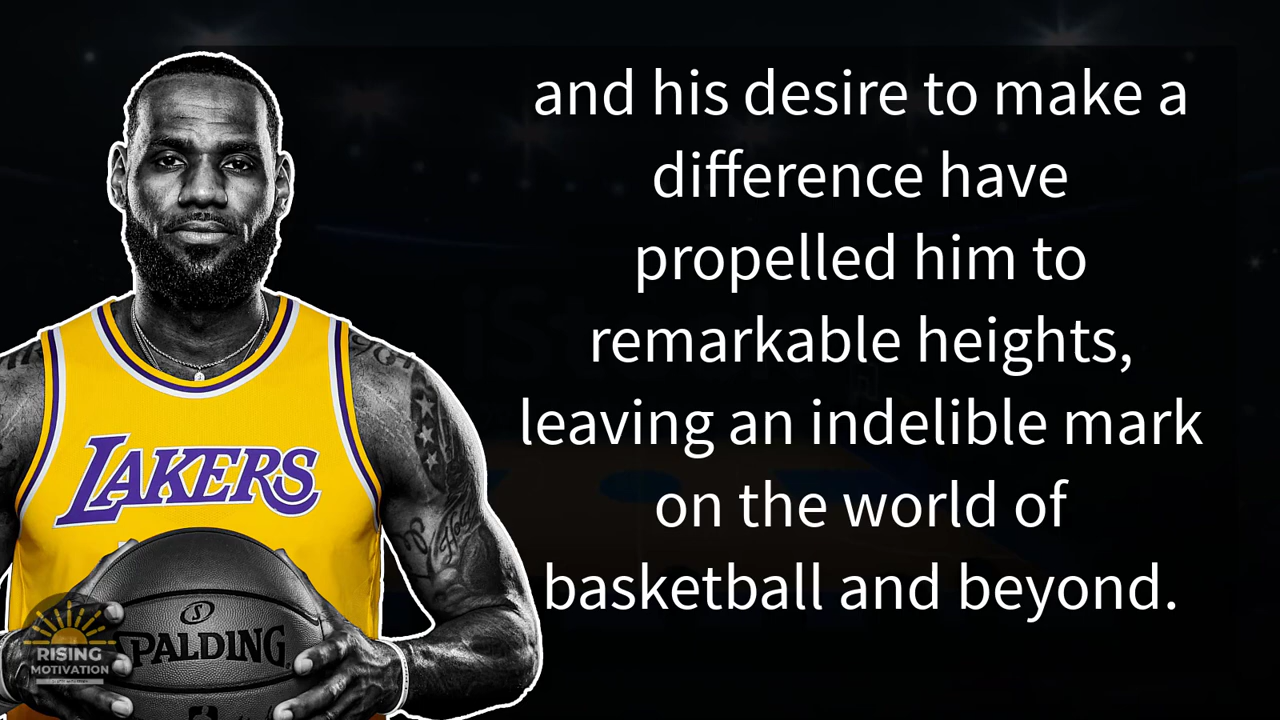 and his desire to make a
difference have
propelled him to
remarkable heights,
leaving an indelible mark
on the world of
basketball and beyond.
LAKERS
SPALDING
RISING
MOTIVATION